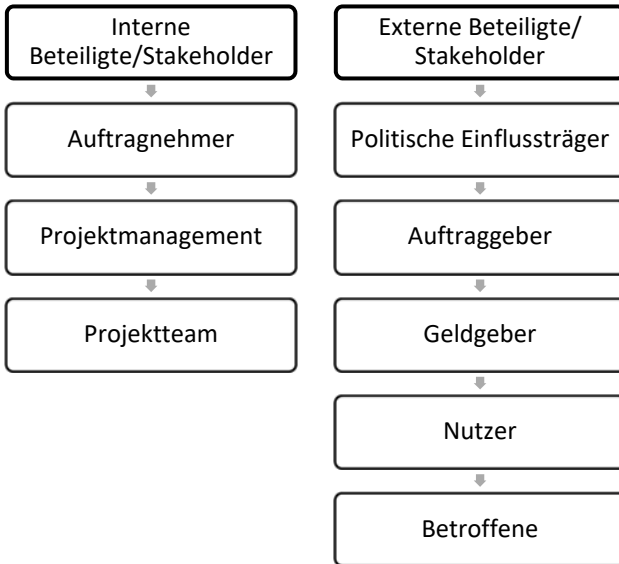 Interne
Beteiligte/Stakeholder
Auftragnehmer
Projektmanagement
Projektteam
Externe Beteiligte/
Stakeholder
Politische Einflussträger
Auftraggeber
Geldgeber
Nutzer
Betroffene